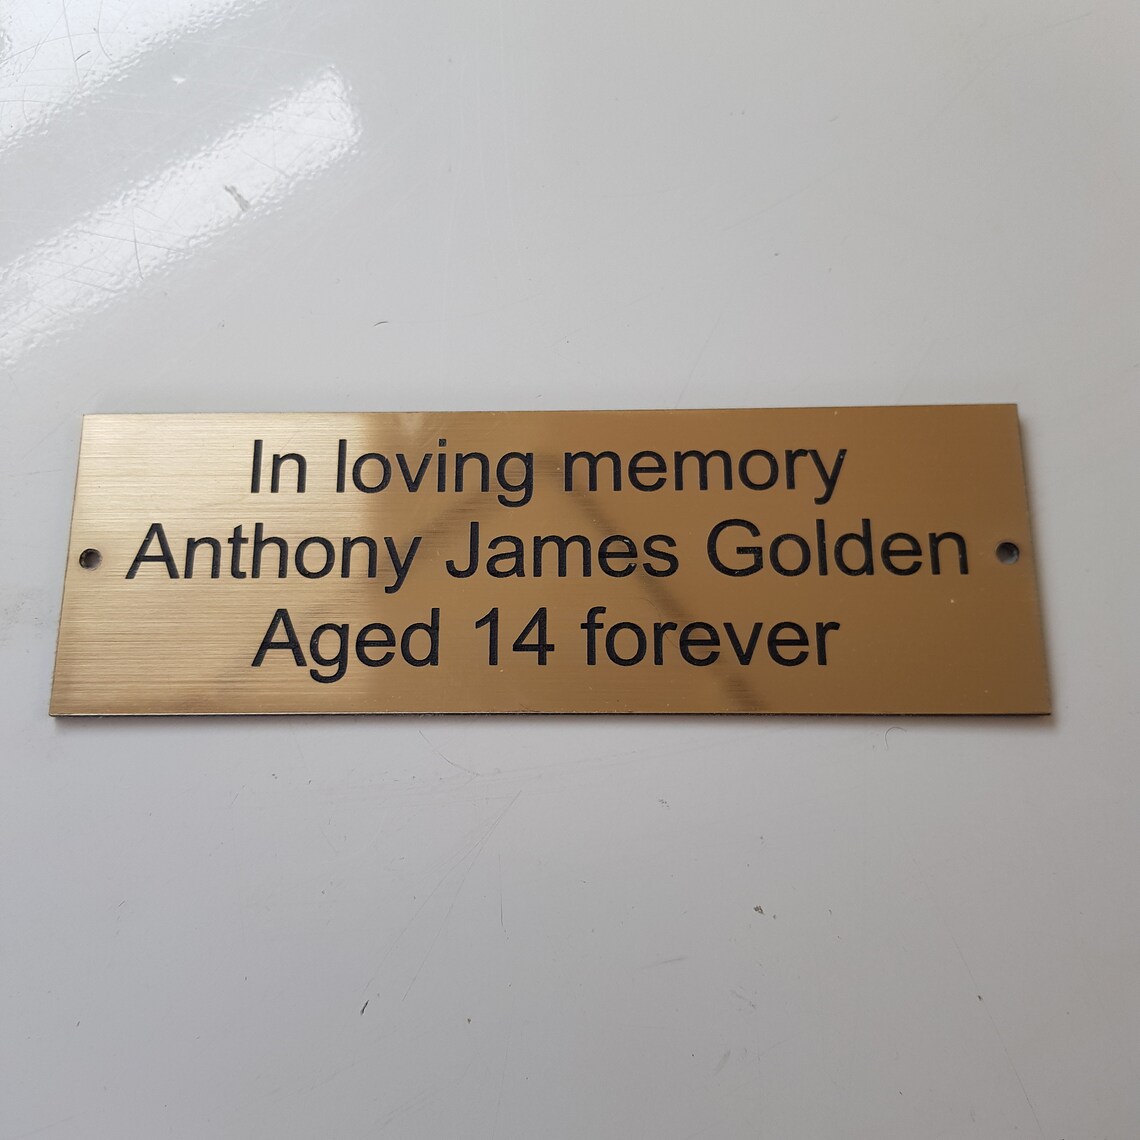 In loving memory
Anthony James Golden
Aged 14 forever